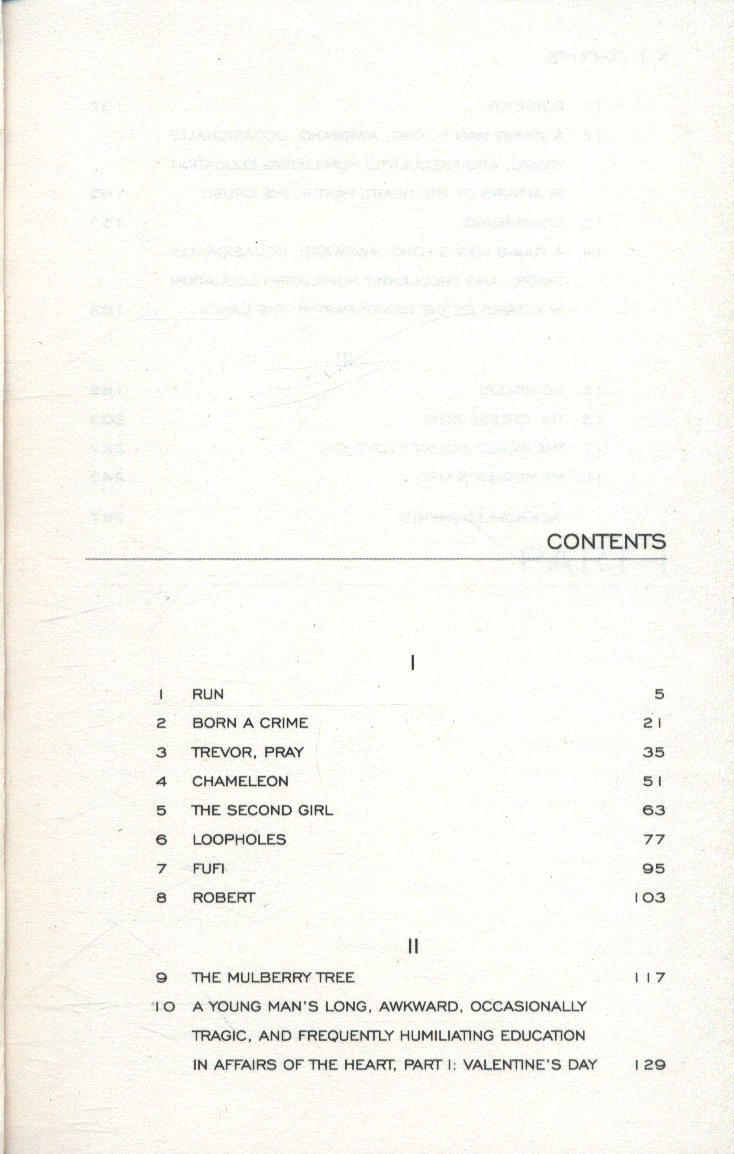 CONTENTS
I
1 RUN 5
2 BORN A CRIME 21
3 TREVOR, PRAY 35
4 CHAMELEON 51
5 THE SECOND GIRL 63
6 LOOPHOLES 77
7 FUFI 95
8 ROBERT 103
II
9 THE MULBERRY TREE 117
10 A YOUNG MAN'S LONG, AWKWARD, OCCASIONALLY
TRAGIC, AND FREQUENTLY HUMILIATING EDUCATION
IN AFFAIRS OF THE HEART, PART I: VALENTINE'S DAY 129